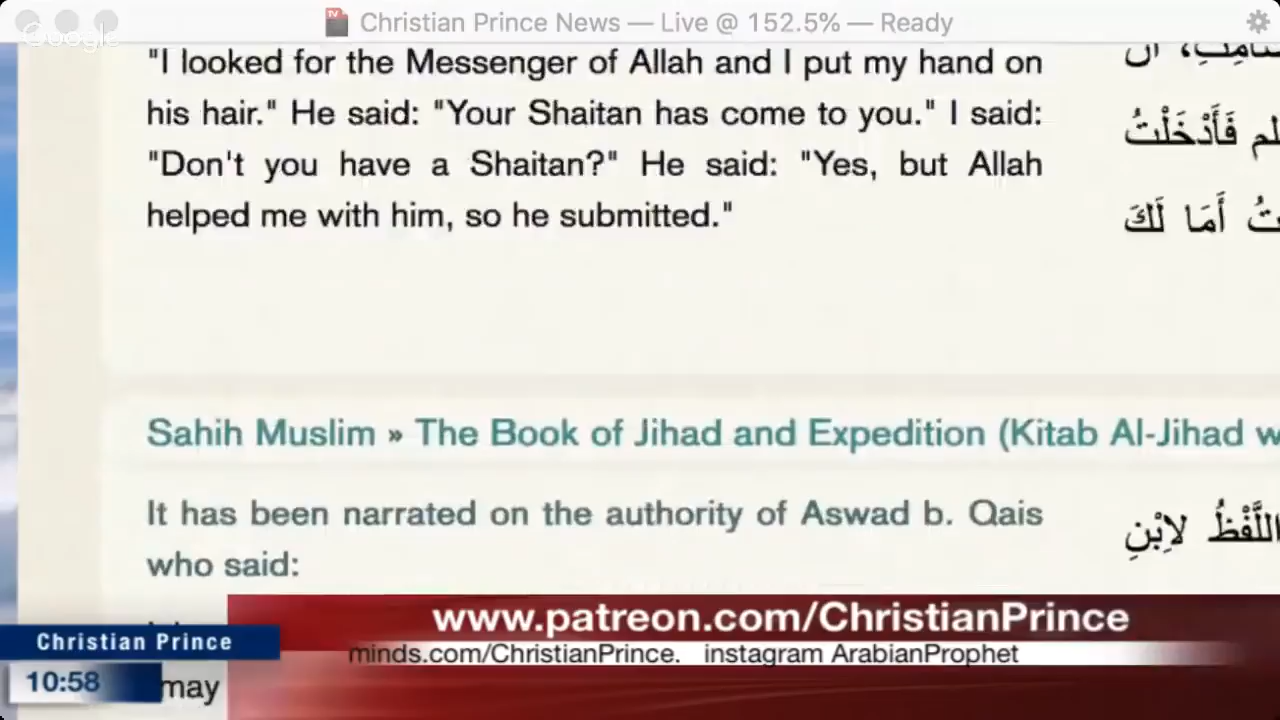 Christian Prince News — Live @ 152.5% — Ready
Google
"I looked for the Messenger of Allah and I put my hand on
his hair." He said: "Your Shaitan has come to you." I said:
"Don't you have a Shaitan?" He said: "Yes, but Allah
helped me with him, so he submitted."
لم فَأَدْخَلْتُ
تُ أَمَا لَكَ
Sahih Muslim » The Book of Jihad and Expedition (Kitab Al-Jihad w
It has been narrated on the authority of Aswad b. Qais
who said:
اللَّفْظُ لاِبْنِ
www.patreon.com/ChristianPrince
Christian Prince
minds.com/ChristianPrince. instagram ArabianProphet
10:58
may